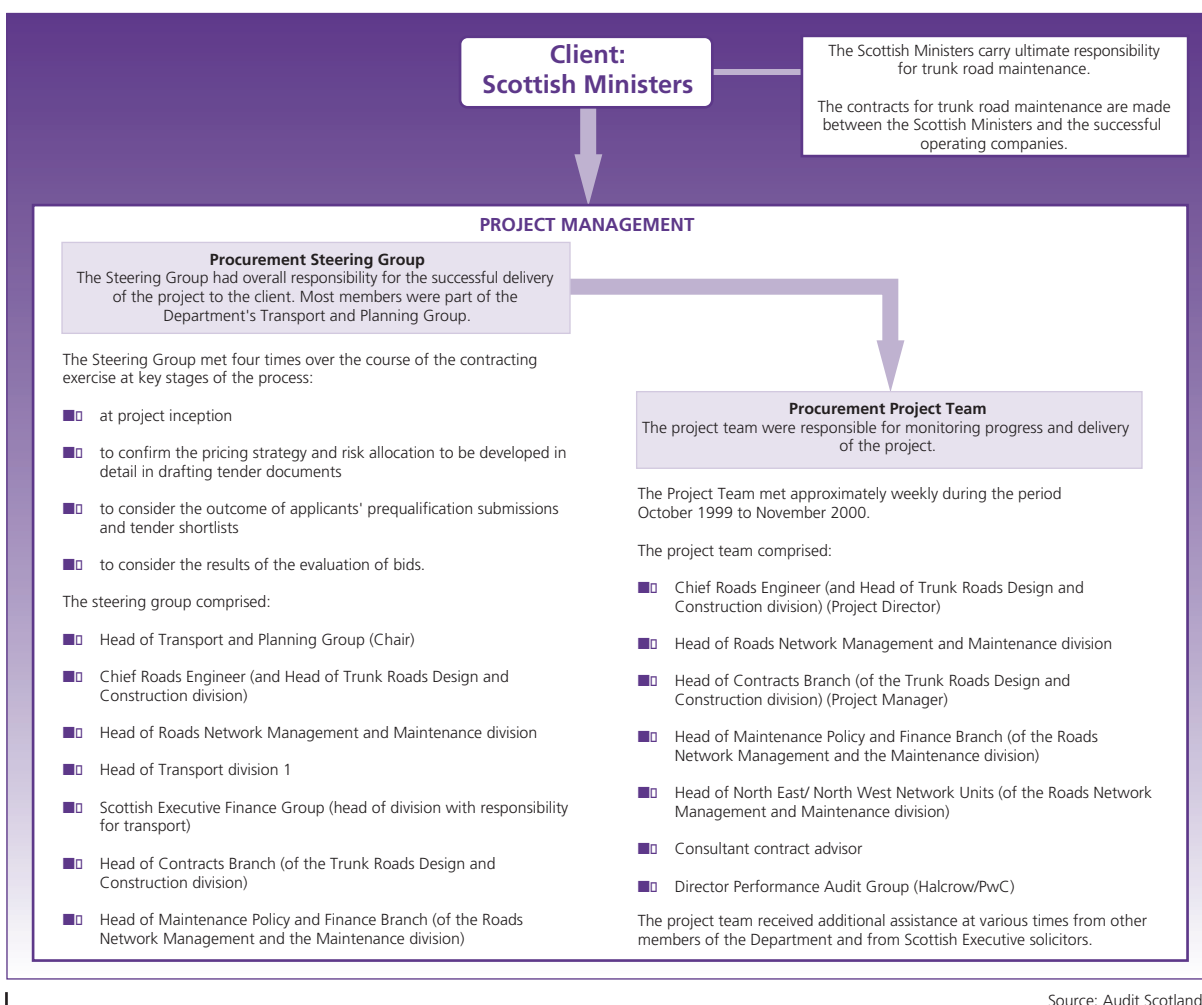 Client:
Scottish Ministers
The Scottish Ministers carry ultimate responsibility
for trunk road maintenance.
The contracts for trunk road maintenance are made
between the Scottish Ministers and the successful
operating companies.
PROJECT MANAGEMENT
Procurement Steering Group
The Steering Group had overall responsibility for the successful delivery
of the project to the client. Most members were part of the
Department's Transport and Planning Group.
The Steering Group met four times over the course of the contracting
exercise at key stages of the process:
at project inception
to confirm the pricing strategy and risk allocation to be developed in
detail in drafting tender documents
to consider the outcome of applicants' prequalification submissions
and tender shortlists
to consider the results of the evaluation of bids.
The steering group comprised:
Head of Transport and Planning Group (Chair)
Chief Roads Engineer (and Head of Trunk Roads Design and
Construction division)
Head of Roads Network Management and Maintenance division
Head of Transport division 1
Scottish Executive Finance Group (head of division with responsibility
for transport)
Head of Contracts Branch (of the Trunk Roads Design and
Construction division)
Head of Maintenance Policy and Finance Branch (of the Roads
Network Management and the Maintenance division)
Procurement Project Team
The project team were responsible for monitoring progress and delivery
of the project.
The Project Team met approximately weekly during the period
October 1999 to November 2000.
The project team comprised:
Chief Roads Engineer (and Head of Trunk Roads Design and
Construction division) (Project Director)
Head of Roads Network Management and Maintenance division
Head of Contracts Branch (of the Trunk Roads Design and
Construction division) (Project Manager)
Head of Maintenance Policy and Finance Branch (of the Roads
Network Management and the Maintenance division)
Head of North East/ North West Network Units (of the Roads Network
Management and Maintenance division)
Consultant contract advisor
Director Performance Audit Group (Halcrow/PwC)
The project team received additional assistance at various times from other
members of the Department and from Scottish Executive solicitors.
Source: Audit Scotland